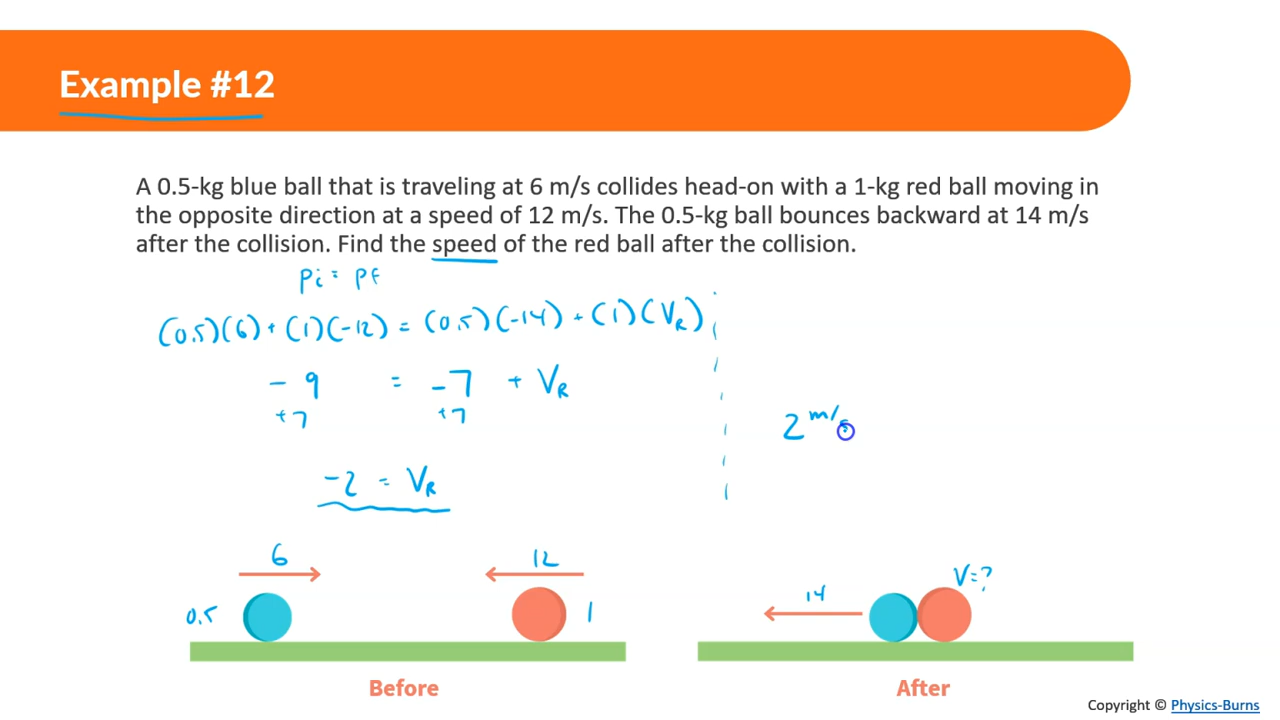 Example #12
A 0.5-kg blue ball that is traveling at 6 m/s collides head-on with a 1-kg red ball moving in
the opposite direction at a speed of 12 m/s. The 0.5-kg ball bounces backward at 14 m/s
after the collision. Find the speed of the red ball after the collision.
Pi = Pf
(0.5)(6) + (1)(-12) = (0.5)(-14) + (1)(VR)
-9 = -7 + VR
+7 +7
2 m/s
-2 = VR
6
12
0.5
1
14
V=?
Before
After
Copyright © Physics-Burns